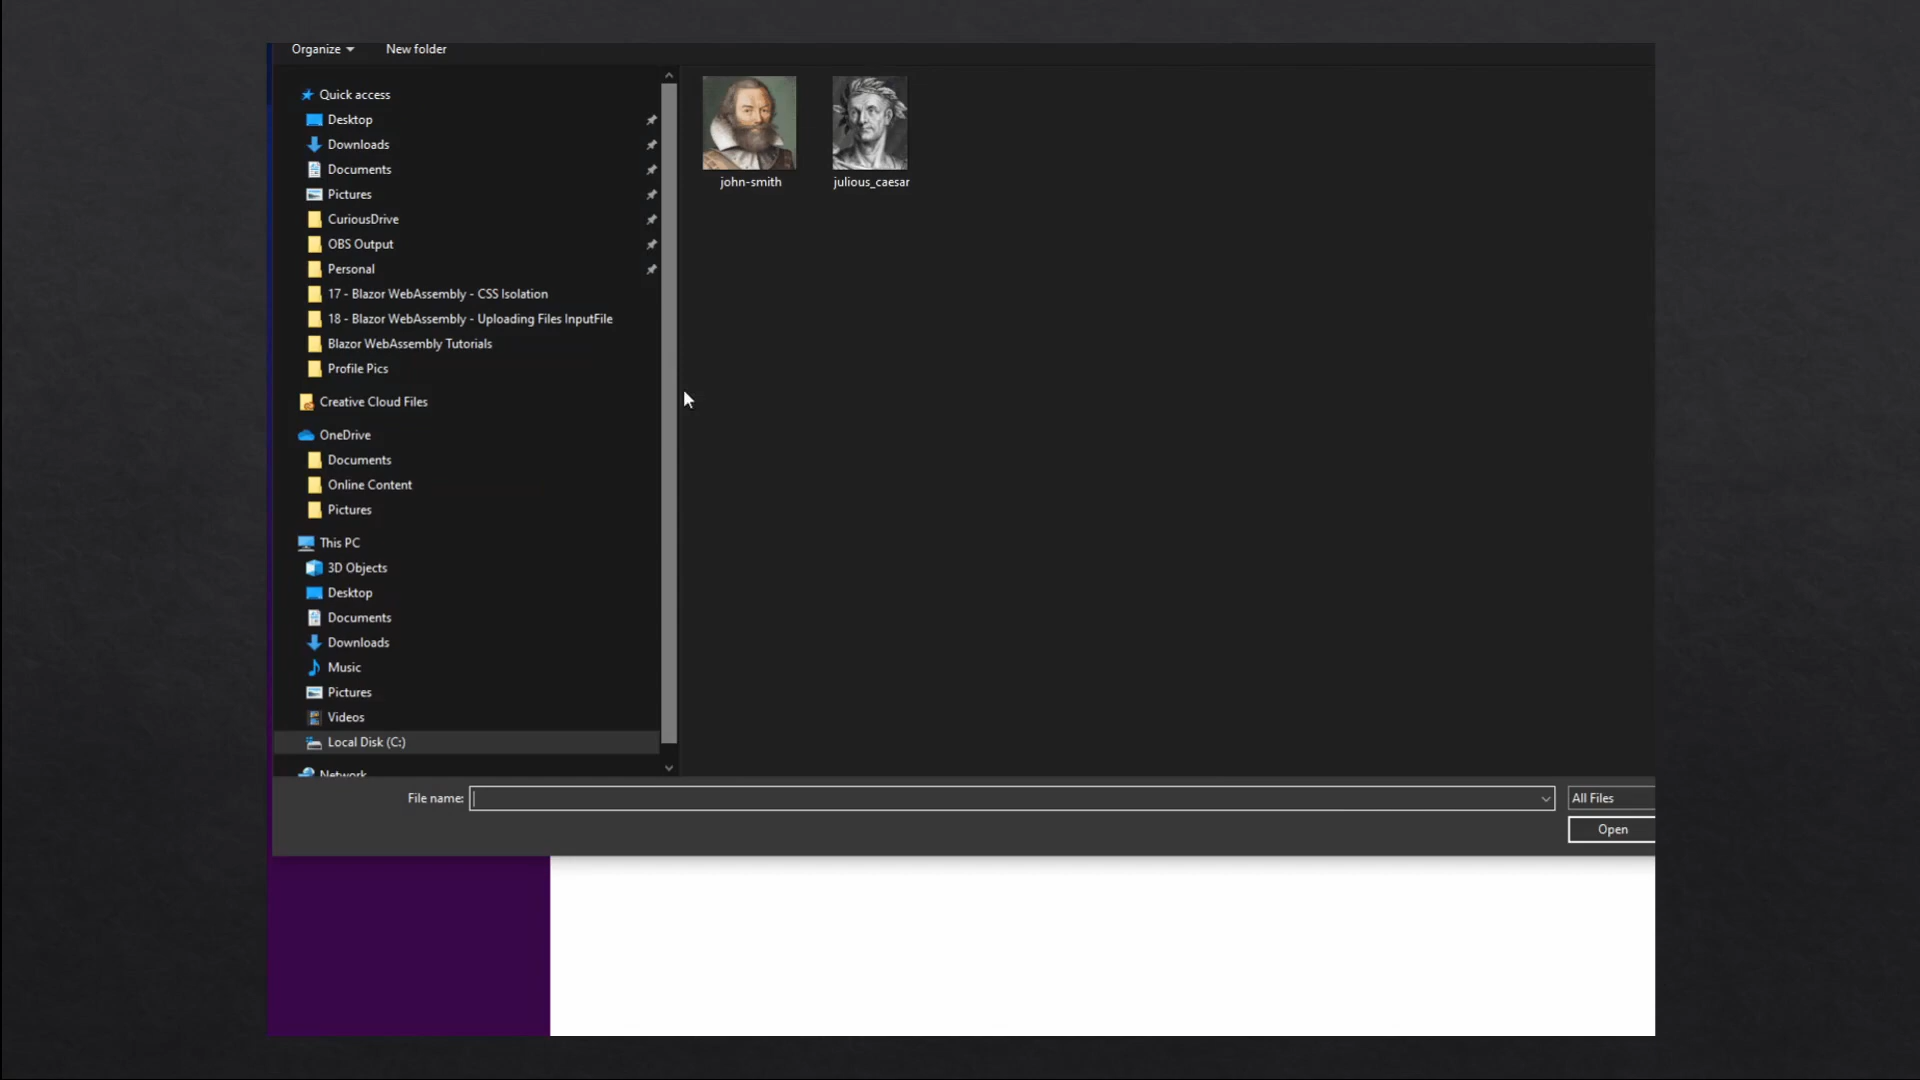 Organize New folder
Quick access
Desktop
Downloads
Documents
Pictures
CuriousDrive
OBS Output
Personal
17 - Blazor WebAssembly - CSS Isolation
18 - Blazor WebAssembly - Uploading Files InputFile
Blazor WebAssembly Tutorials
Profile Pics
Creative Cloud Files
OneDrive
Documents
Online Content
Pictures
This PC
3D Objects
Desktop
Documents
Downloads
Music
Pictures
Videos
Local Disk (C:)
Network
john-smith julious_caesar
File name: All Files
Open